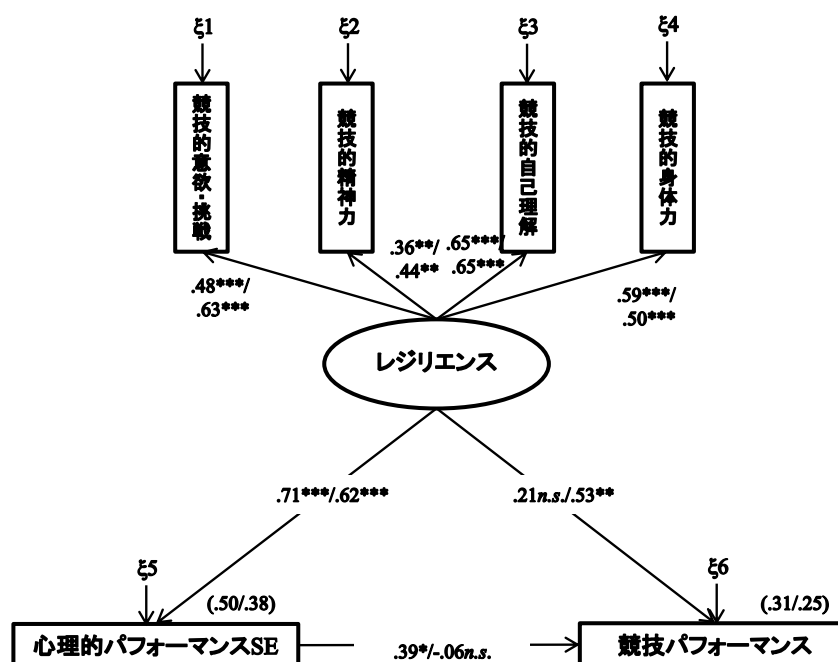 ξ1
ξ2
ξ3
ξ4
競技的意欲・挑戦
競技的精神力
競技的自己理解
競技的身体力
.48***/
.63***
.36**/
.44**
.65***/
.65***
.59***/
.50***
レジリエンス
.71***/.62***
.21n.s./.53**
ξ5
ξ6
(.50/.38)
(.31/.25)
心理的パフォーマンスSE
.39*/-.06n.s.
競技パフォーマンス